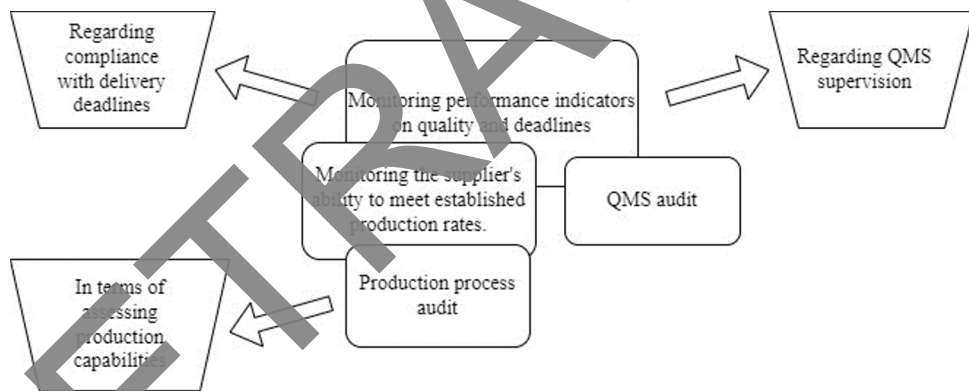 Regarding
compliance
with delivery
deadlines
Monitoring performance indicators
on quality and deadlines
Regarding QMS
supervision
Monitoring the supplier's
ability to meet established
production rates.
QMS audit
In terms of
assessing
production
capabilities
Production process
audit
CTRA